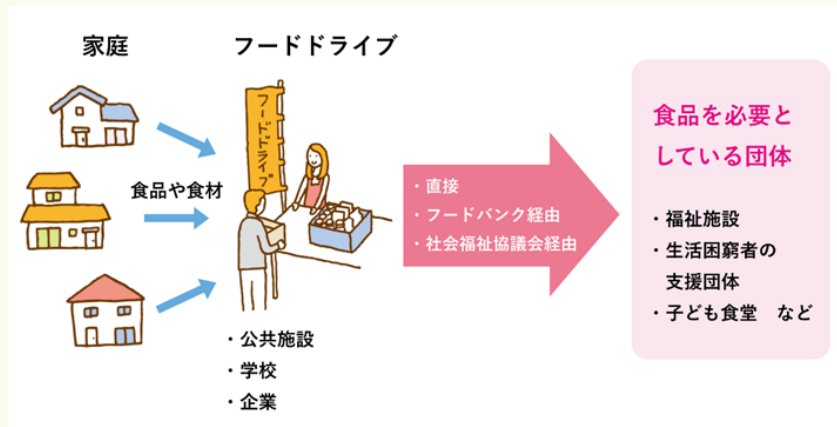 家庭
フードドライブ
フードドライブ
食品や食材
・公共施設
・学校
・企業
・直接
・フードバンク経由
・社会福祉協議会経由
食品を必要と
している団体
・福祉施設
・生活困窮者の
支援団体
・子ども食堂　など